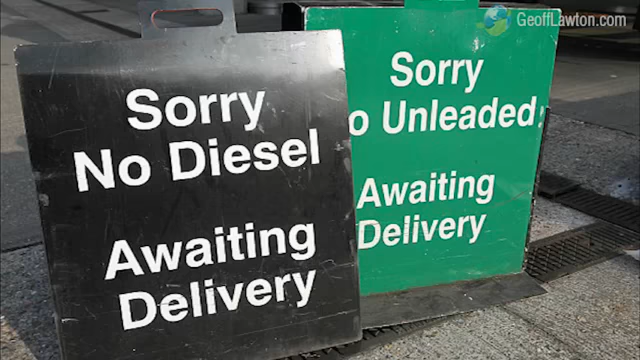 GeoffLawton.com
Sorry
No Diesel
Awaiting
Delivery
Sorry
o Unleaded
Awaiting
Delivery